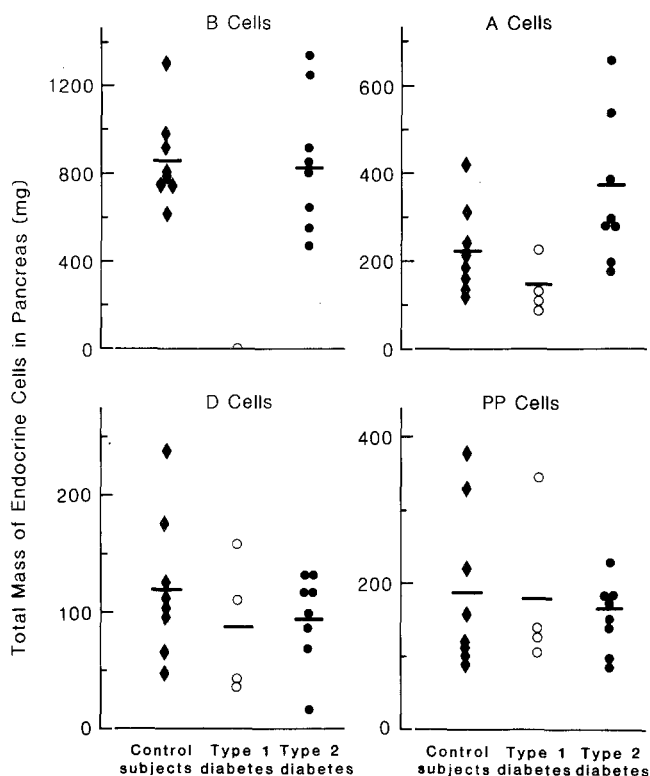 B Cells
A Cells
1200
800
400
0
600
400
200
0
D Cells
PP Cells
200
100
0
400
200
0
Total Mass of Endocrine Cells in Pancreas (mg)
Control Type 1 Type 2
subjects diabetes diabetes
Control Type 1 Type 2
subjects diabetes diabetes